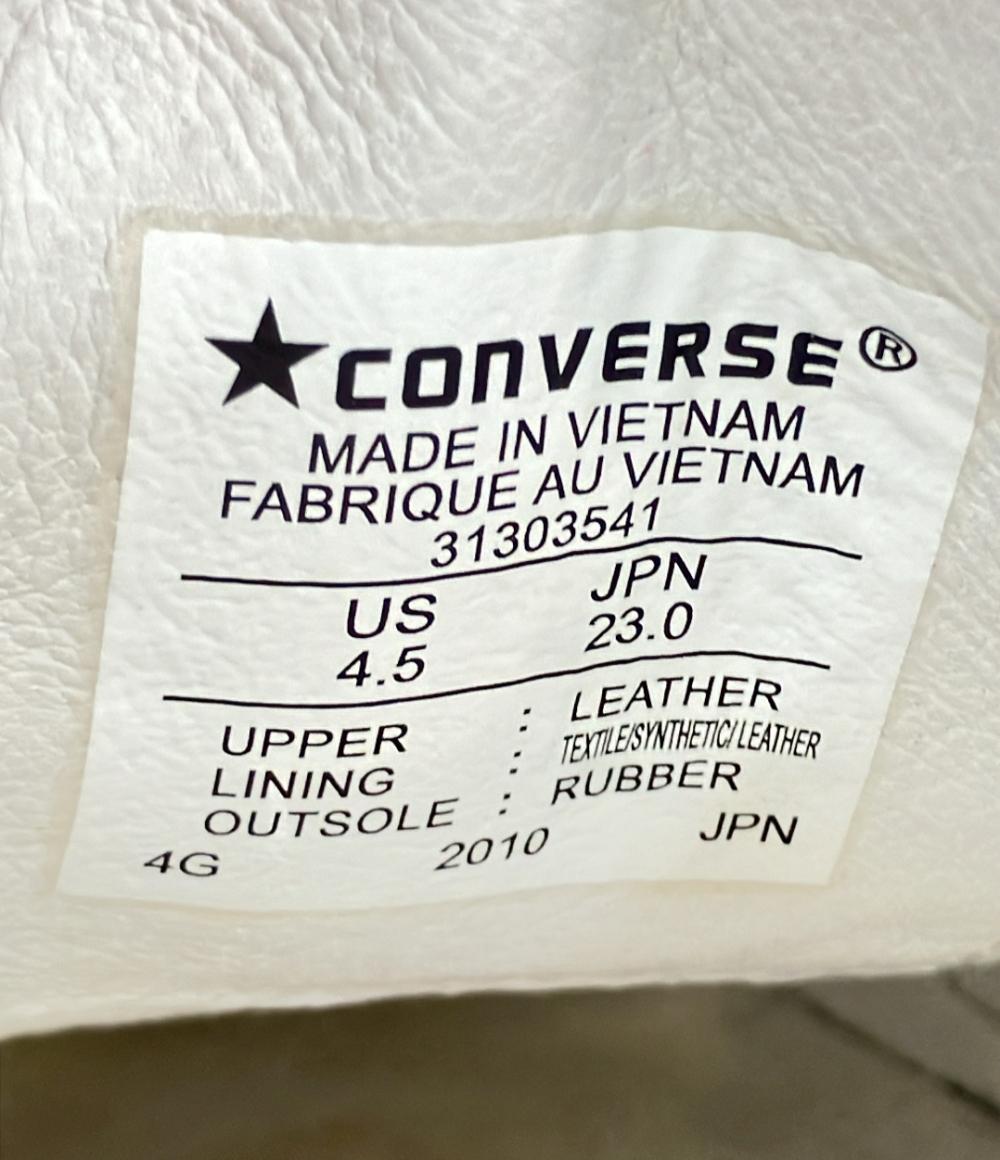 ★CONVERSE®
MADE IN VIETNAM
FABRIQUE AU VIETNAM
31303541
US JPN
4.5 23.0
UPPER : LEATHER
LINING : TEXTILE/SYNTHETIC/LEATHER
OUTSOLE : RUBBER
4G 2010 JPN